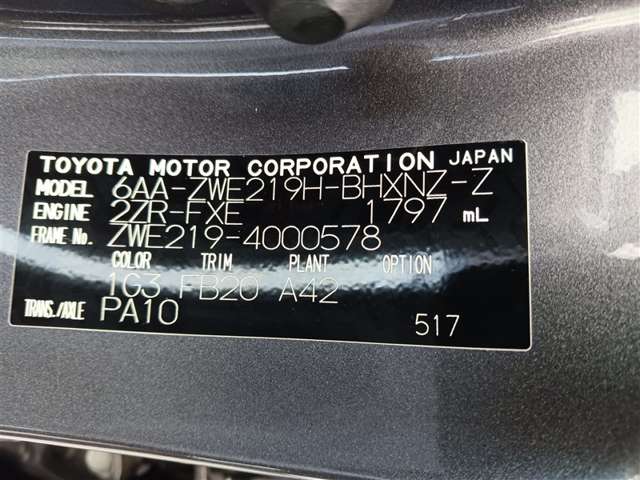 TOYOTA MOTOR CORPORATION JAPAN
MODEL 6AA-ZWE219H-BHXNZ-Z
ENGINE 2ZR-FXE 1797 mL
FRAME No. ZWE219-4000578
COLOR TRIM PLANT OPTION
1G3 FB20 A42
TRANS./AXLE PA10
517